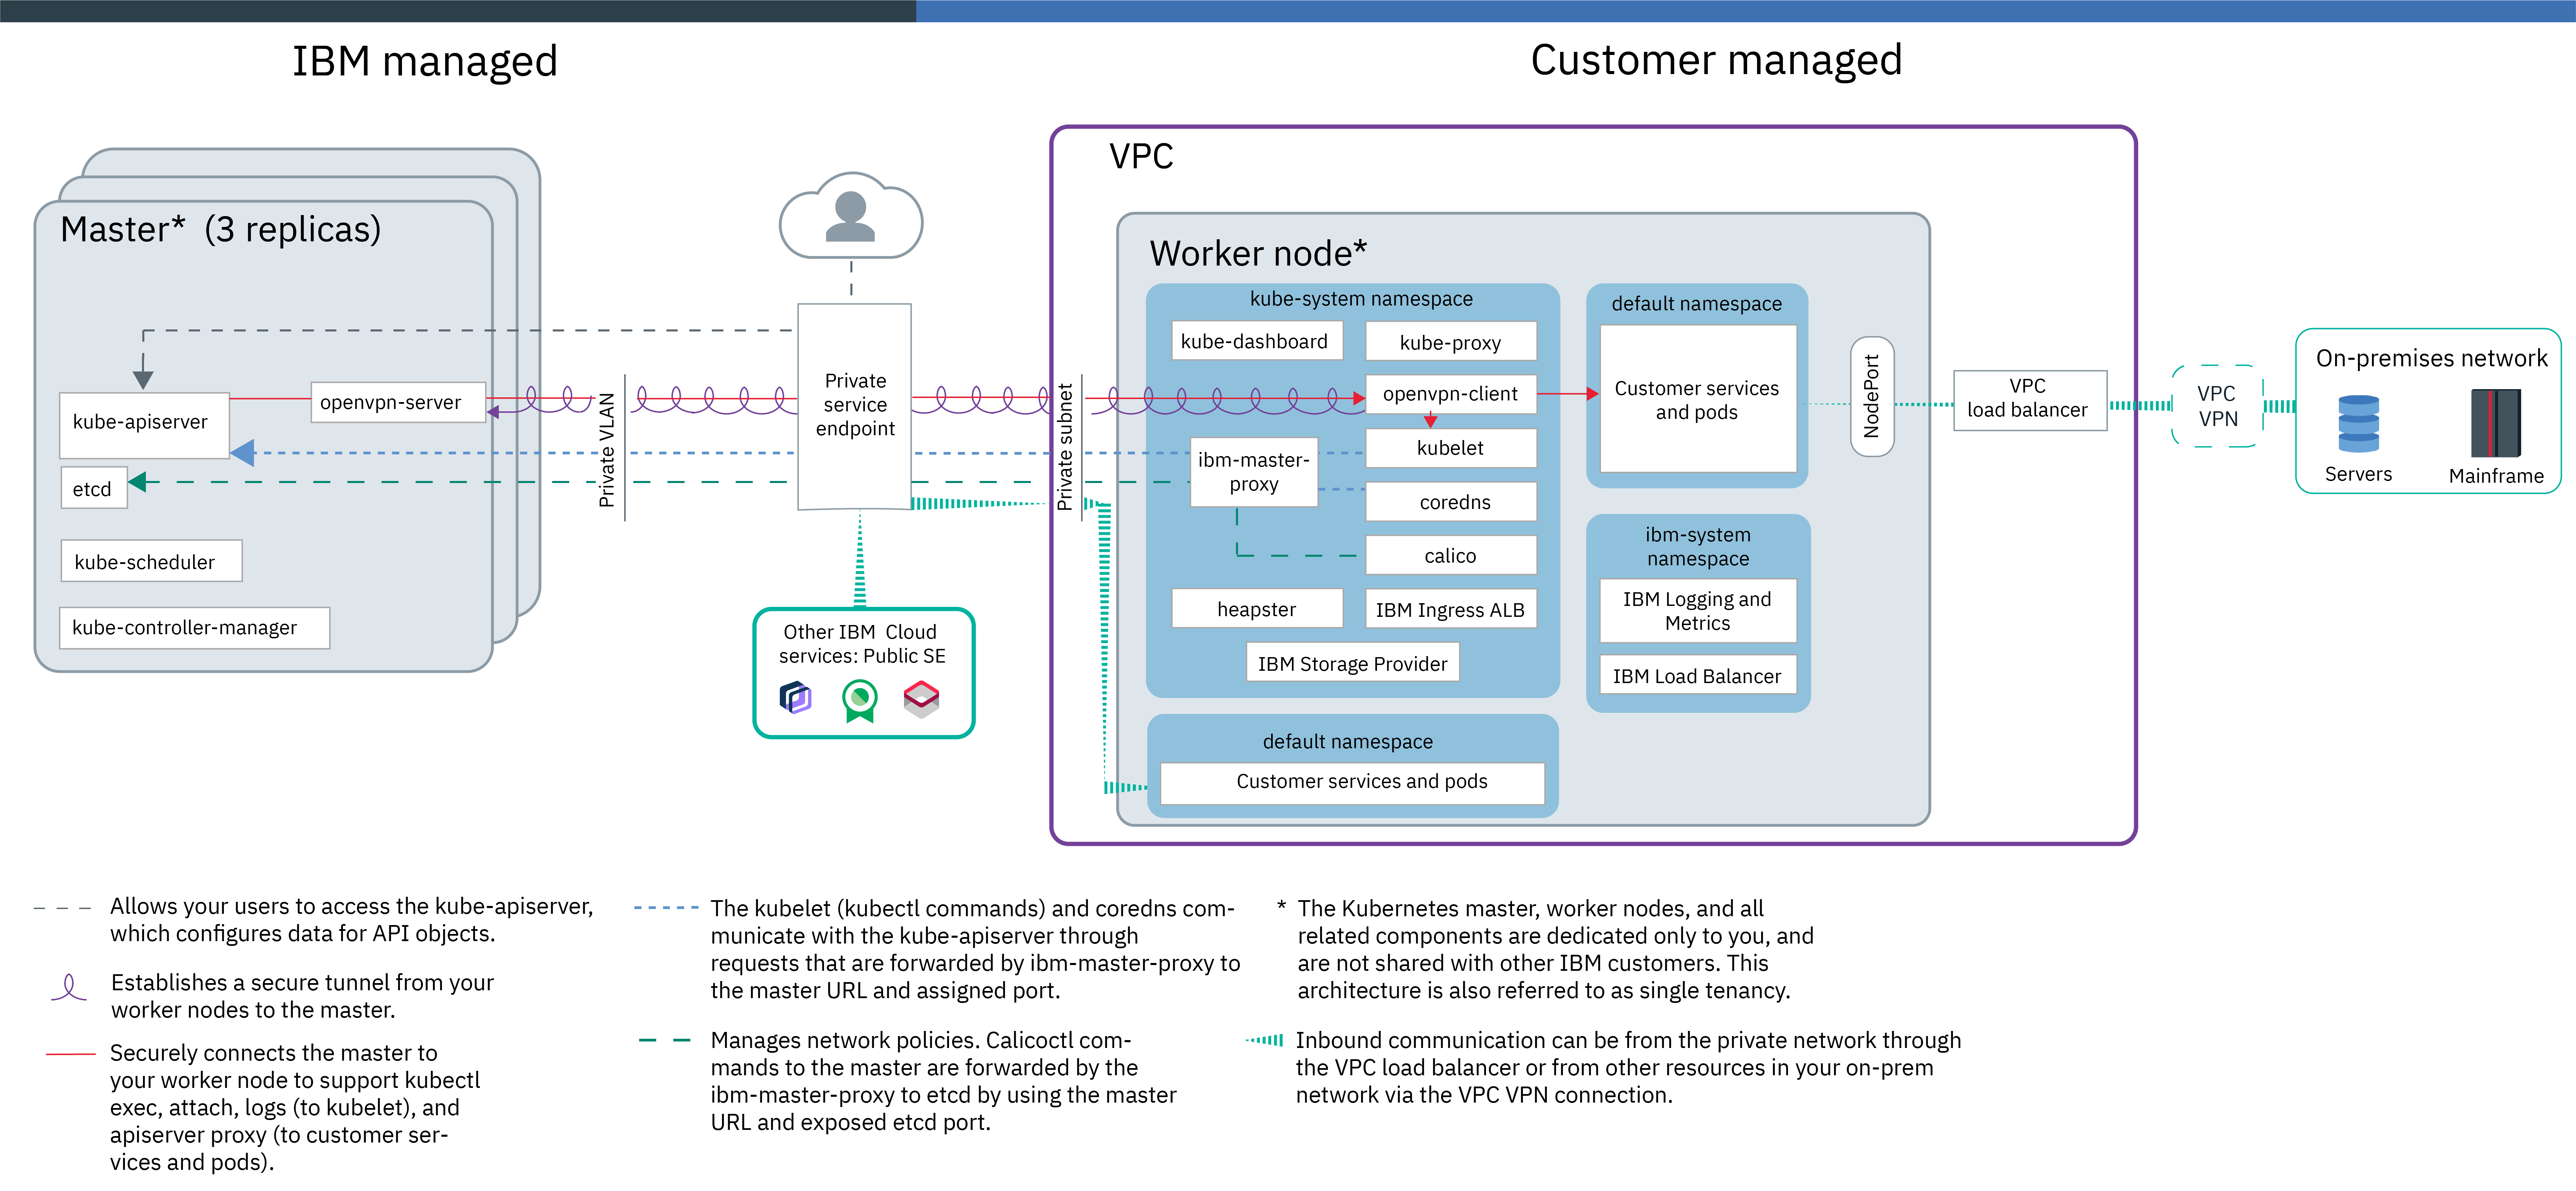 IBM managed
Customer managed
Master*  (3 replicas)
kube-apiserver
openvpn-server
etcd
kube-scheduler
kube-controller-manager
Private VLAN
Private
service
endpoint
Other IBM  Cloud
services: Public SE
Private subnet
VPC
Worker node*
kube-system namespace
kube-dashboard
kube-proxy
openvpn-client
kubelet
ibm-master-
proxy
coredns
calico
heapster
IBM Ingress ALB
IBM Storage Provider
default namespace
Customer services and pods
default namespace
Customer services
and pods
ibm-system
namespace
IBM Logging and
Metrics
IBM Load Balancer
NodePort
VPC
load balancer
VPC
VPN
On-premises network
Servers
Mainframe
Allows your users to access the kube-apiserver,
which configures data for API objects.
Establishes a secure tunnel from your
worker nodes to the master.
Securely connects the master to
your worker node to support kubectl
exec, attach, logs (to kubelet), and
apiserver proxy (to customer ser-
vices and pods).
The kubelet (kubectl commands) and coredns com-
municate with the kube-apiserver through
requests that are forwarded by ibm-master-proxy to
the master URL and assigned port.
Manages network policies. Calicoctl com-
mands to the master are forwarded by the
ibm-master-proxy to etcd by using the master
URL and exposed etcd port.
* The Kubernetes master, worker nodes, and all
related components are dedicated only to you, and
are not shared with other IBM customers. This
architecture is also referred to as single tenancy.
Inbound communication can be from the private network through
the VPC load balancer or from other resources in your on-prem
network via the VPC VPN connection.